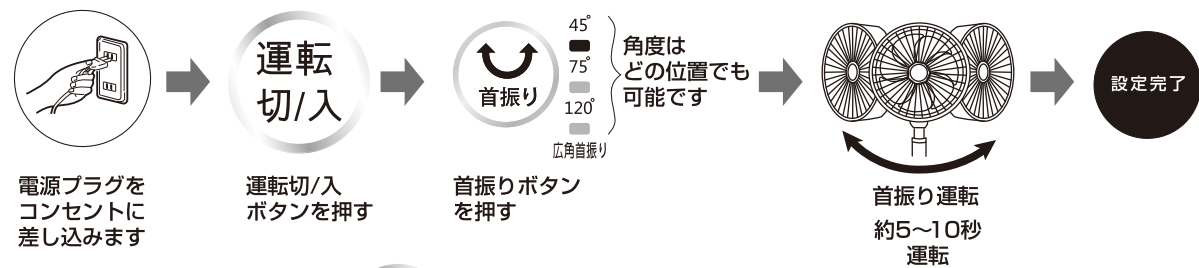 運転
切/入
首振り
45°
75°
120°
広角首振り
角度は
どの位置でも
可能です
設定完了
電源プラグを
コンセントに
差し込みます
運転切/入
ボタンを押す
首振りボタン
を押す
首振り運転
約5〜10秒
運転